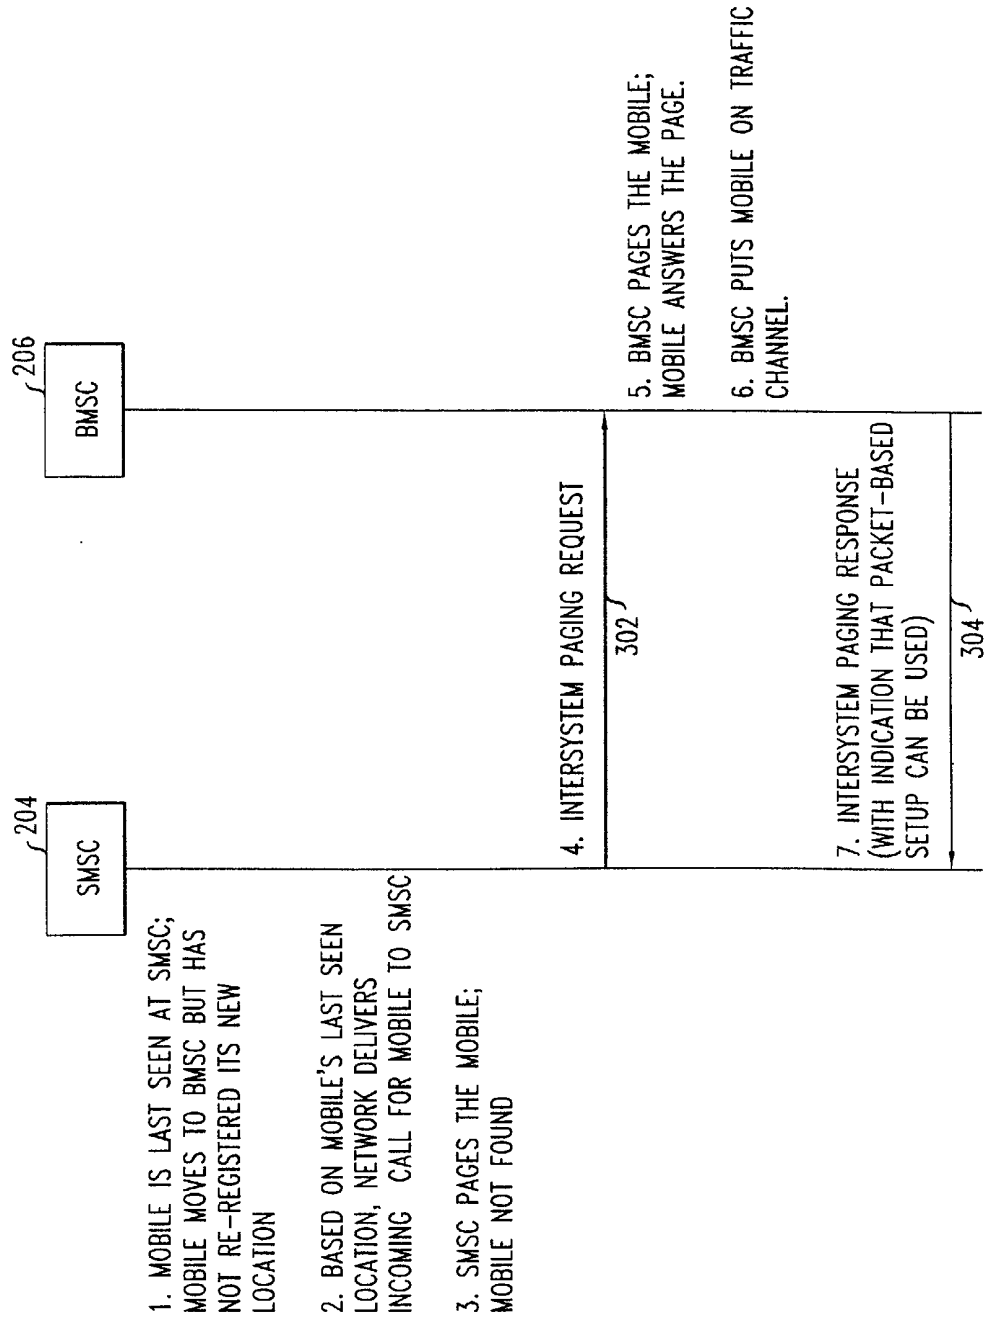 204
SMSC
206
BMSC
1. MOBILE IS LAST SEEN AT SMSC;
MOBILE MOVES TO BMSC BUT HAS
NOT RE-REGISTERED ITS NEW
LOCATION
2. BASED ON MOBILE'S LAST SEEN
LOCATION, NETWORK DELIVERS
INCOMING CALL FOR MOBILE TO SMSC
3. SMSC PAGES THE MOBILE;
MOBILE NOT FOUND
4. INTERSYSTEM PAGING REQUEST
302
5. BMSC PAGES THE MOBILE;
MOBILE ANSWERS THE PAGE.
6. BMSC PUTS MOBILE ON TRAFFIC
CHANNEL.
7. INTERSYSTEM PAGING RESPONSE
(WITH INDICATION THAT PACKET-BASED
SETUP CAN BE USED)
304